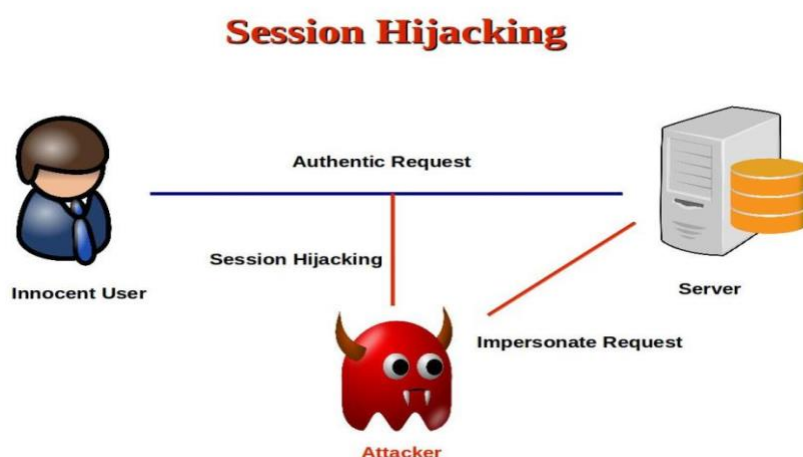 Session Hijacking
Authentic Request
Session Hijacking
Innocent User
Server
Impersonate Request
Attacker